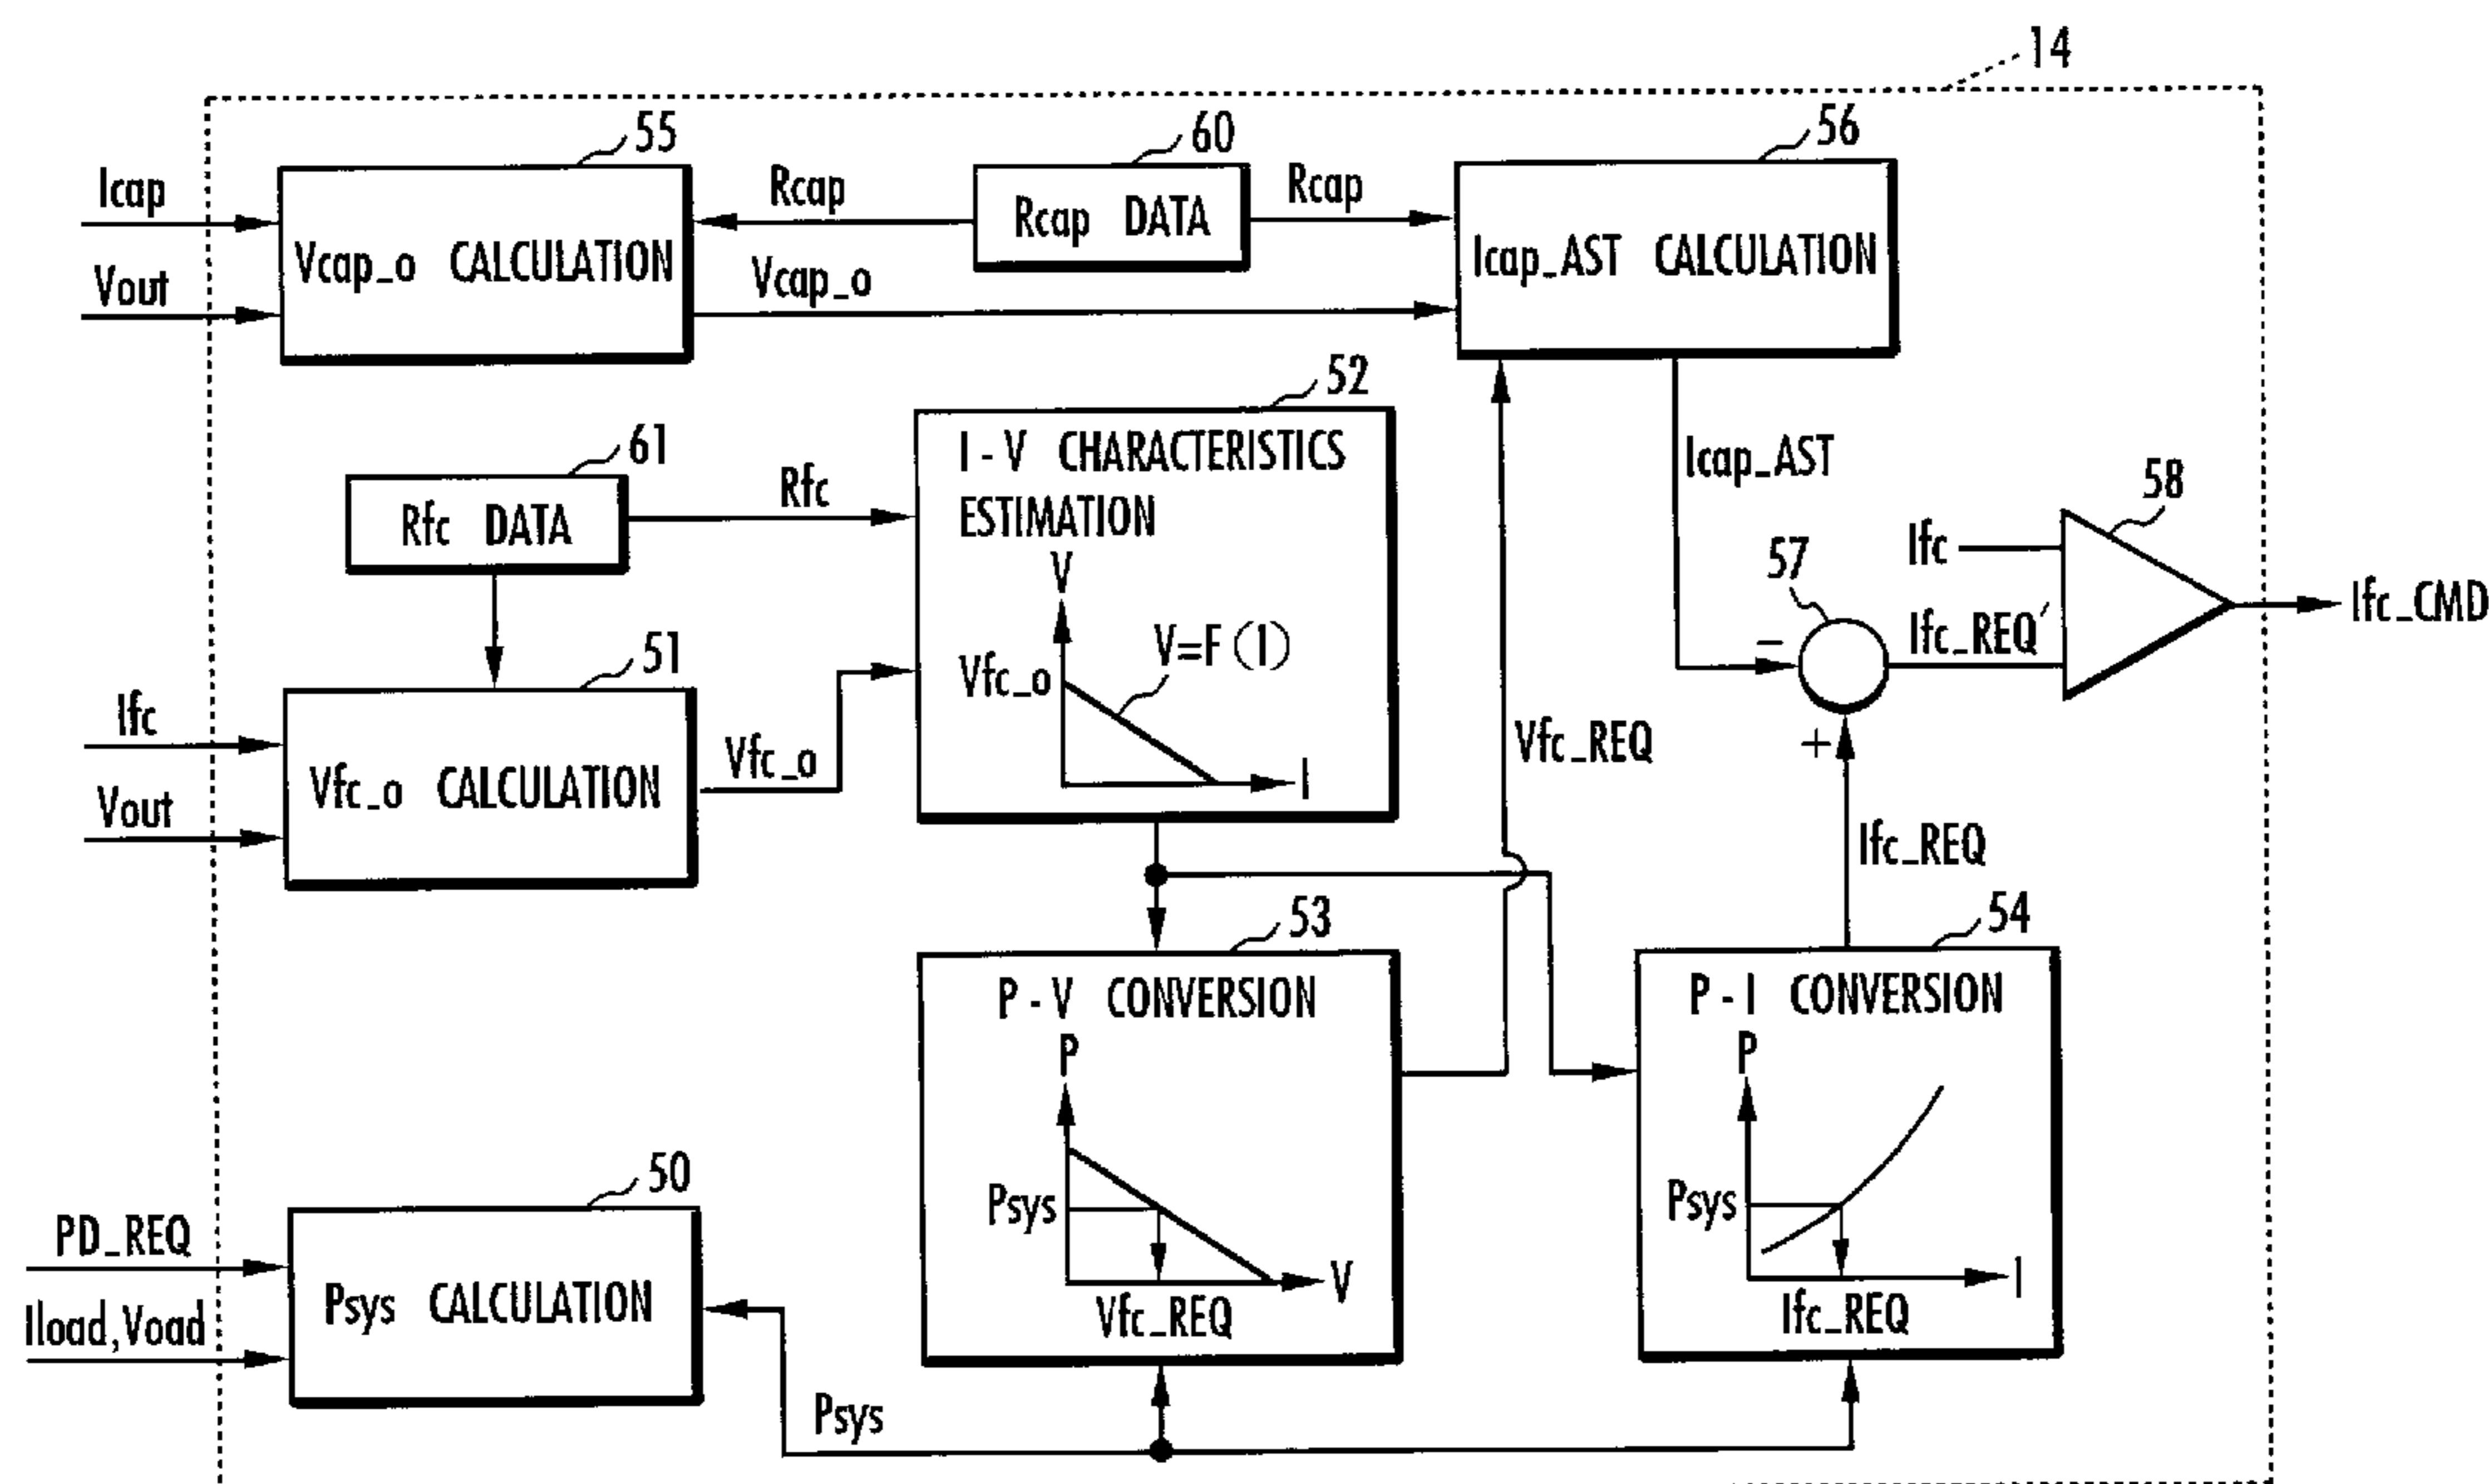 14
55
60
56
Icap
Vout
Vcap_o CALCULATION
Rcap
Rcap DATA
Rcap
Vcap_o
Icap_AST CALCULATION
61
Rfc DATA
Rfc
52
I - V CHARACTERISTICS
ESTIMATION
V
Vfc_o
V=F (I)
I
Icap_AST
58
57
Ifc
Ifc_REQ′
Ifc_CMD
−
+
51
Ifc
Vout
Vfc_o CALCULATION
Vfc_o
Vfc_REQ
Ifc_REQ
53
P - V CONVERSION
P
Psys
V
Vfc_REQ
54
P - I CONVERSION
P
Psys
I
Ifc_REQ
50
PD_REQ
Iload,Voad
Psys CALCULATION
Psys